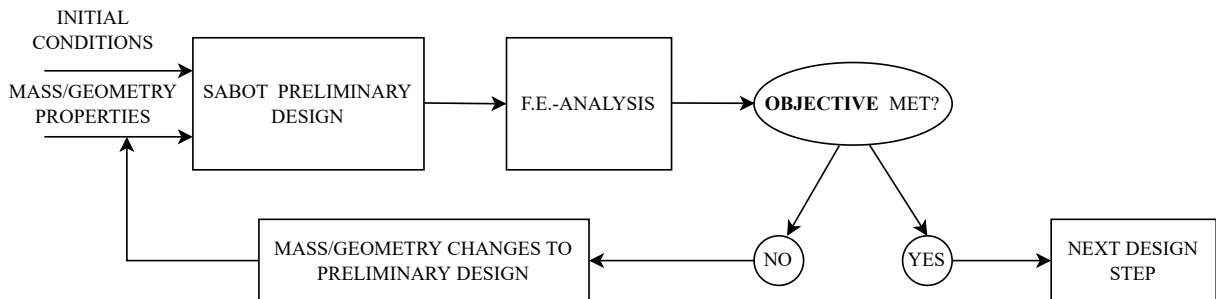 INITIAL
CONDITIONS
MASS/GEOMETRY
PROPERTIES
SABOT PRELIMINARY
DESIGN
F.E.-ANALYSIS
OBJECTIVE MET?
NO
YES
MASS/GEOMETRY CHANGES TO
PRELIMINARY DESIGN
NEXT DESIGN
STEP